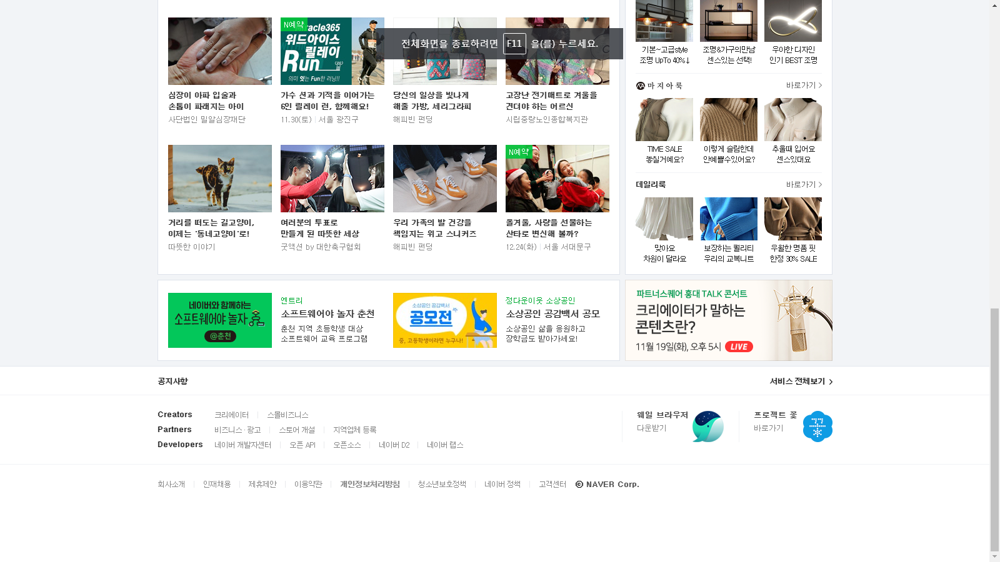 N예약
Miracle365
위드아이스
릴레이
Run
의미 잇는 Fun한 러닝!!
전체화면을 종료하려면 F11 을(를) 누르세요.
심장이 아파 입술과
손톱이 파래지는 아이
사단법인 밀알심장재단
가수 션과 기적을 이어가는
6인 릴레이 런, 함께해요!
11.30(토) 서울 광진구
당신의 일상을 빛나게
해줄 가방, 세리그라피
해피빈 펀딩
고장난 전기매트로 겨울을
견뎌야 하는 어르신
시립중랑노인종합복지관
N예약
거리를 떠도는 길고양이,
이제는 '동네고양이'로!
따뜻한 이야기
여러분의 투표로
만들게 된 따뜻한 세상
굿액션 by 대한축구협회
우리 가족의 발 건강을
책임지는 위고 스니커즈
해피빈 펀딩
올겨울, 사랑을 선물하는
산타로 변신해 볼까?
12.24(화) 서울 서대문구
기본~고급style
조명 UpTo 40%↓
조명&가구의만남
센스있는 선택!
우아한 디자인
인기 BEST 조명
마지아룩
바로가기
TIME SALE
놓칠거예요?
이렇게 슬림한데
안예쁠수있어요?
추울때 입어요
센스있대요
데일리룩
바로가기
맞아요
차원이 달라요
보장하는 퀄리티
우리의 교복니트
우월한 명품 핏
한정 30% SALE
네이버와 함께하는
소프트웨어야 놀자
@춘천
엔트리
소프트웨어야 놀자 춘천
춘천 지역 초등학생 대상
소프트웨어 교육 프로그램
소상공인 공감백서
공모전
중, 고등학생이라면 누구나!
정다운이웃 소상공인
소상공인 공감백서 공모
소상공인 삶을 응원하고
장학금도 받아가세요!
파트너스퀘어 홍대 TALK 콘서트
크리에이터가 말하는
콘텐츠란?
11월 19일(화), 오후 5시 LIVE
공지사항
서비스 전체보기
Creators 크리에이터 스몰비즈니스
Partners 비즈니스 · 광고 스토어 개설 지역업체 등록
Developers 네이버 개발자센터 오픈 API 오픈소스 네이버 D2 네이버 랩스
웨일 브라우저
다운받기
프로젝트 꽃
바로가기
회사소개 인재채용 제휴제안 이용약관 개인정보처리방침 청소년보호정책 네이버 정책 고객센터 ⓒ NAVER Corp.